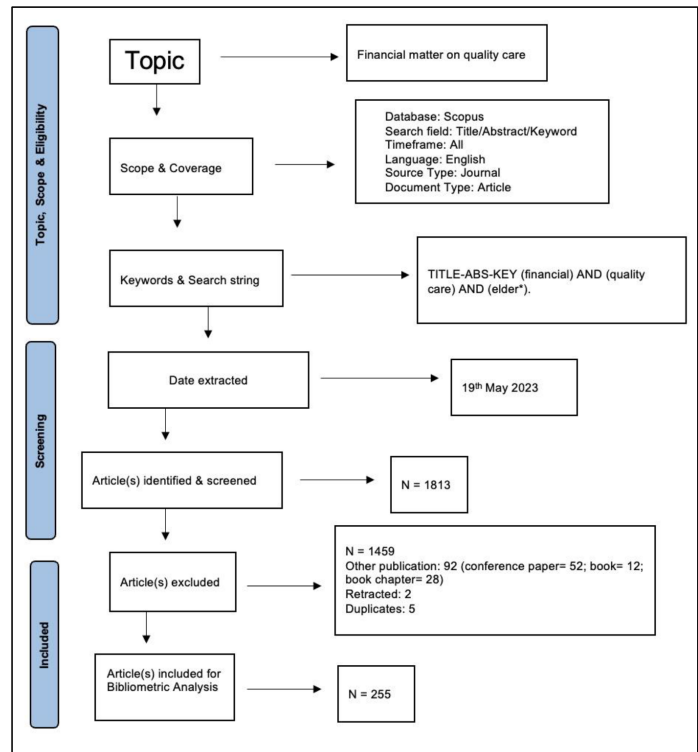 Topic, Scope & Eligibility
Topic
Financial matter on quality care
Scope & Coverage
Database: Scopus
Search field: Title/Abstract/Keyword
Timeframe: All
Language: English
Source Type: Journal
Document Type: Article
Keywords & Search string
TITLE-ABS-KEY (financial) AND (quality
care) AND (elder*).
Screening
Date extracted
19th May 2023
Article(s) identified & screened
N = 1813
Included
Article(s) excluded
N = 1459
Other publication: 92 (conference paper= 52; book= 12;
book chapter= 28)
Retracted: 2
Duplicates: 5
Article(s) included for
Bibliometric Analysis
N = 255